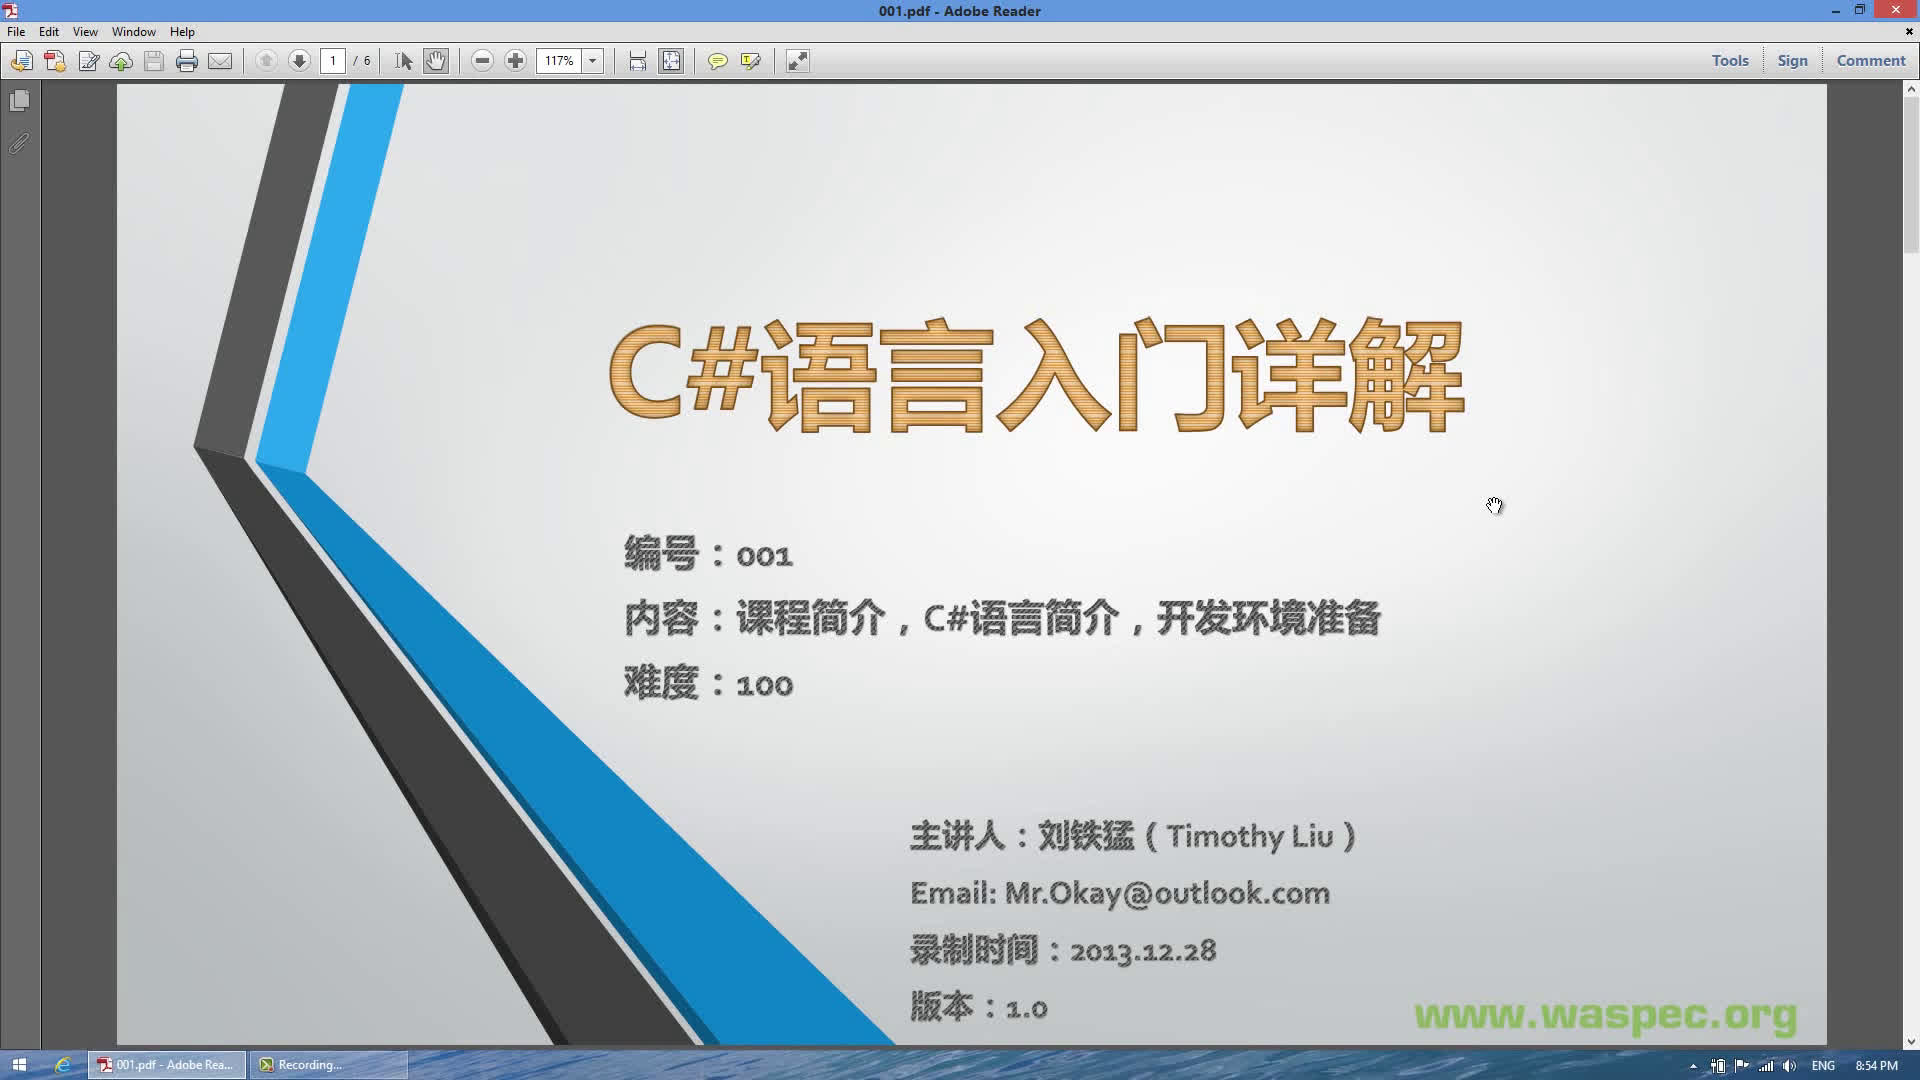 001.pdf - Adobe Reader
File Edit View Window Help
1 / 6 117% Tools Sign Comment
C#语言入门详解
编号：001
内容：课程简介，C#语言简介，开发环境准备
难度：100
主讲人：刘铁猛（Timothy Liu）
Email: Mr.Okay@outlook.com
录制时间：2013.12.28
版本：1.0
www.waspec.org
001.pdf - Adobe Rea... Recording... ENG 8:54 PM